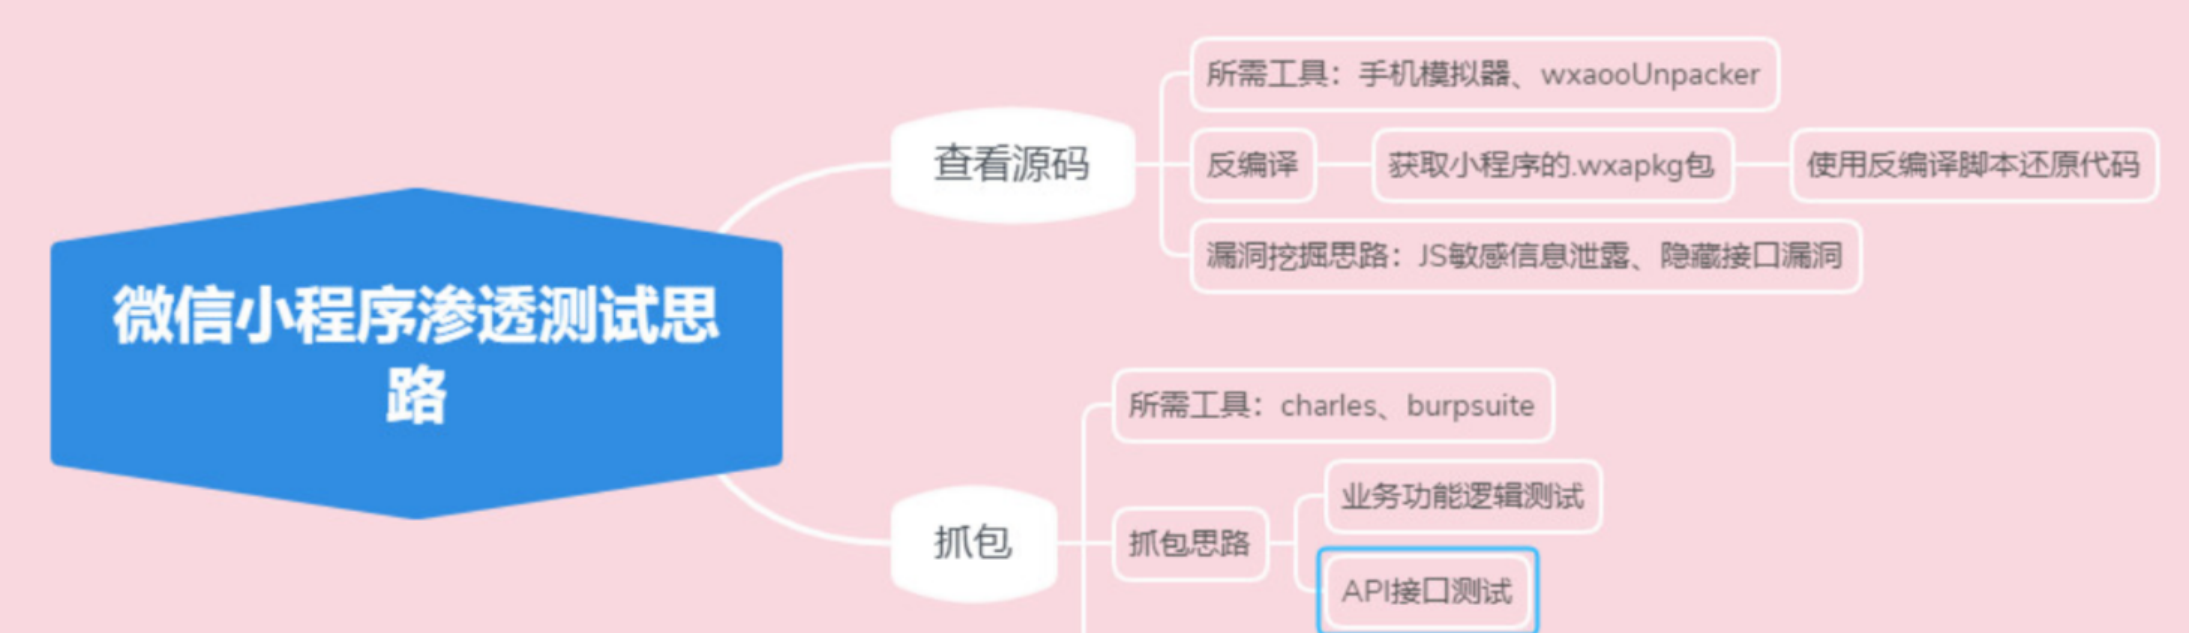 微信小程序渗透测试思
路
查看源码
所需工具：手机模拟器、wxaooUnpacker
反编译
获取小程序的.wxapkg包
使用反编译脚本还原代码
漏洞挖掘思路：JS敏感信息泄露、隐藏接口漏洞
抓包
所需工具：charles、burpsuite
抓包思路
业务功能逻辑测试
API接口测试